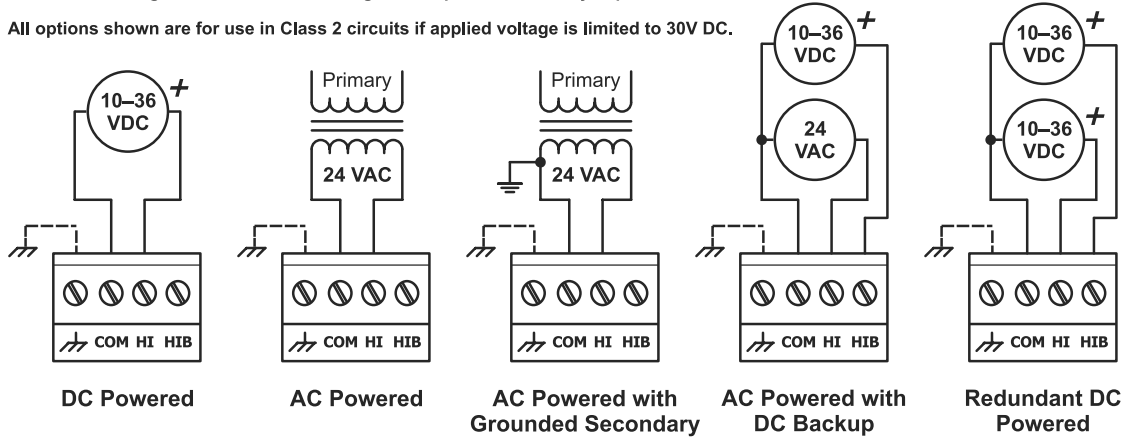 All options shown are for use in Class 2 circuits if applied voltage is limited to 30V DC.
10–36
VDC
+
COM HI HIB
DC Powered
Primary
24 VAC
COM HI HIB
AC Powered
Primary
24 VAC
COM HI HIB
AC Powered with
Grounded Secondary
10–36
VDC
+
24
VAC
COM HI HIB
AC Powered with
DC Backup
10–36
VDC
+
10–36
VDC
+
COM HI HIB
Redundant DC
Powered